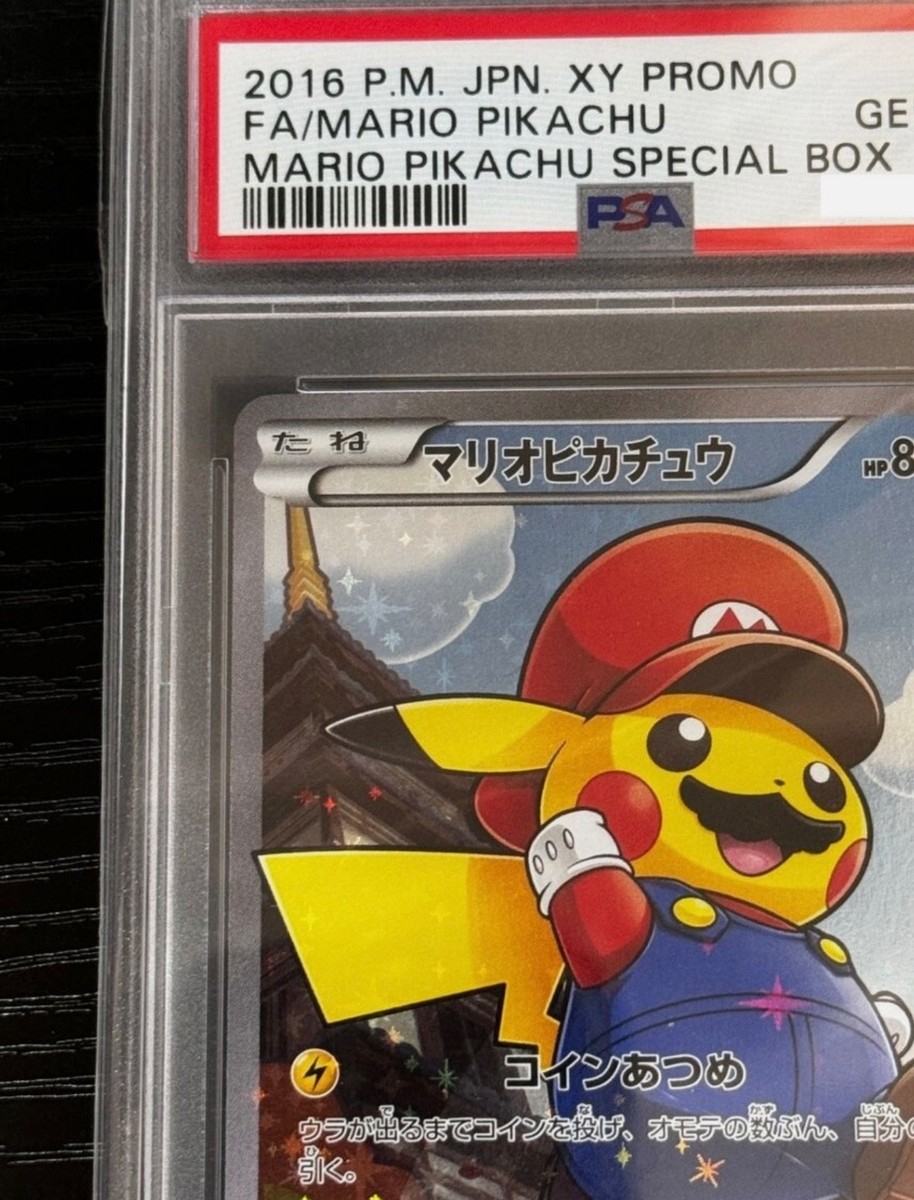 2016 P.M. JPN. XY PROMO
FA/MARIO PIKACHU GE
MARIO PIKACHU SPECIAL BOX
PSA
たね マリオピカチュウ HP8
M
コインあつめ
ウラが出るまでコインを投げ、オモテの数ぶん、自分の
引く。